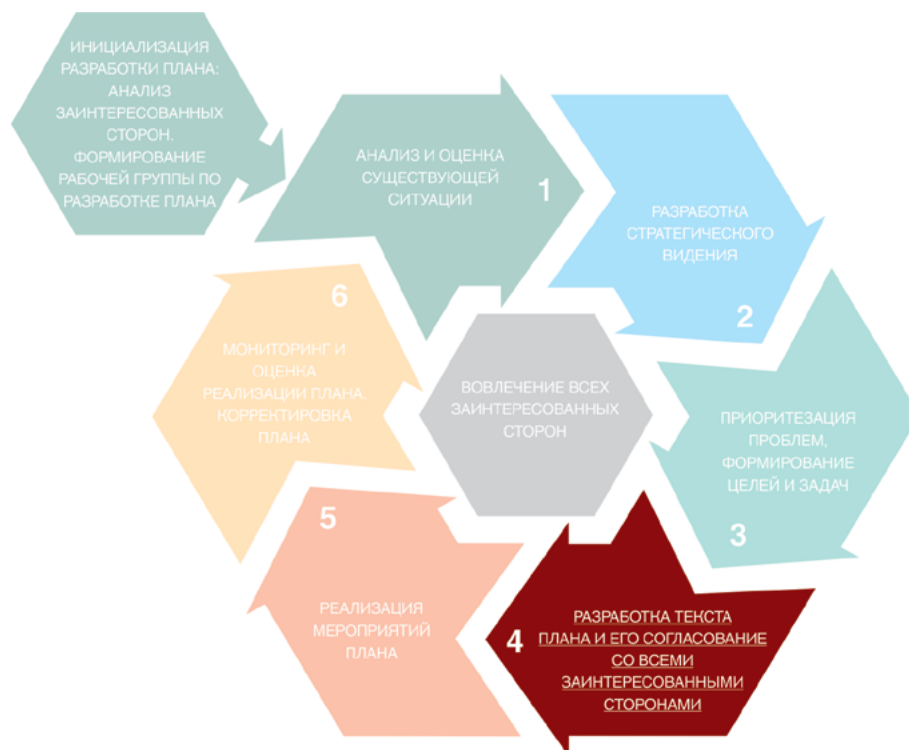 ИНИЦИАЛИЗАЦИЯ
РАЗРАБОТКИ ПЛАНА:
АНАЛИЗ
ЗАИНТЕРЕСОВАННЫХ
СТОРОН.
ФОРМИРОВАНИЕ
РАБОЧЕЙ ГРУППЫ ПО
РАЗРАБОТКЕ ПЛАНА
АНАЛИЗ И ОЦЕНКА
СУЩЕСТВУЮЩЕЙ
СИТУАЦИИ
1
РАЗРАБОТКА
СТРАТЕГИЧЕСКОГО
ВИДЕНИЯ
2
ПРИОРИТЕЗАЦИЯ
ПРОБЛЕМ,
ФОРМИРОВАНИЕ
ЦЕЛЕЙ И ЗАДАЧ
3
4
РАЗРАБОТКА ТЕКСТА
ПЛАНА И ЕГО СОГЛАСОВАНИЕ
СО ВСЕМИ
ЗАИНТЕРЕСОВАННЫМИ
СТОРОНАМИ
5
РЕАЛИЗАЦИЯ
МЕРОПРИЯТИЙ
ПЛАНА
6
МОНИТОРИНГ И
ОЦЕНКА
РЕАЛИЗАЦИИ ПЛАНА.
КОРРЕКТИРОВКА
ПЛАНА
ВОВЛЕЧЕНИЕ ВСЕХ
ЗАИНТЕРЕСОВАННЫХ
СТОРОН